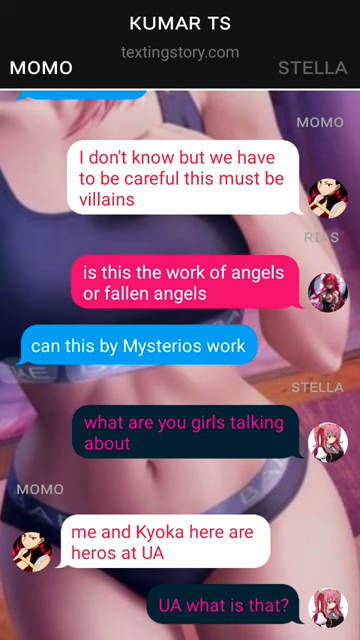 KUMAR TS
textingstory.com
MOMO
STELLA
MOMO
I don't know but we have
to be careful this must be
villains
RIAS
is this the work of angels
or fallen angels
can this by Mysterios work
STELLA
what are you girls talking
about
MOMO
me and Kyoka here are
heros at UA
UA what is that?